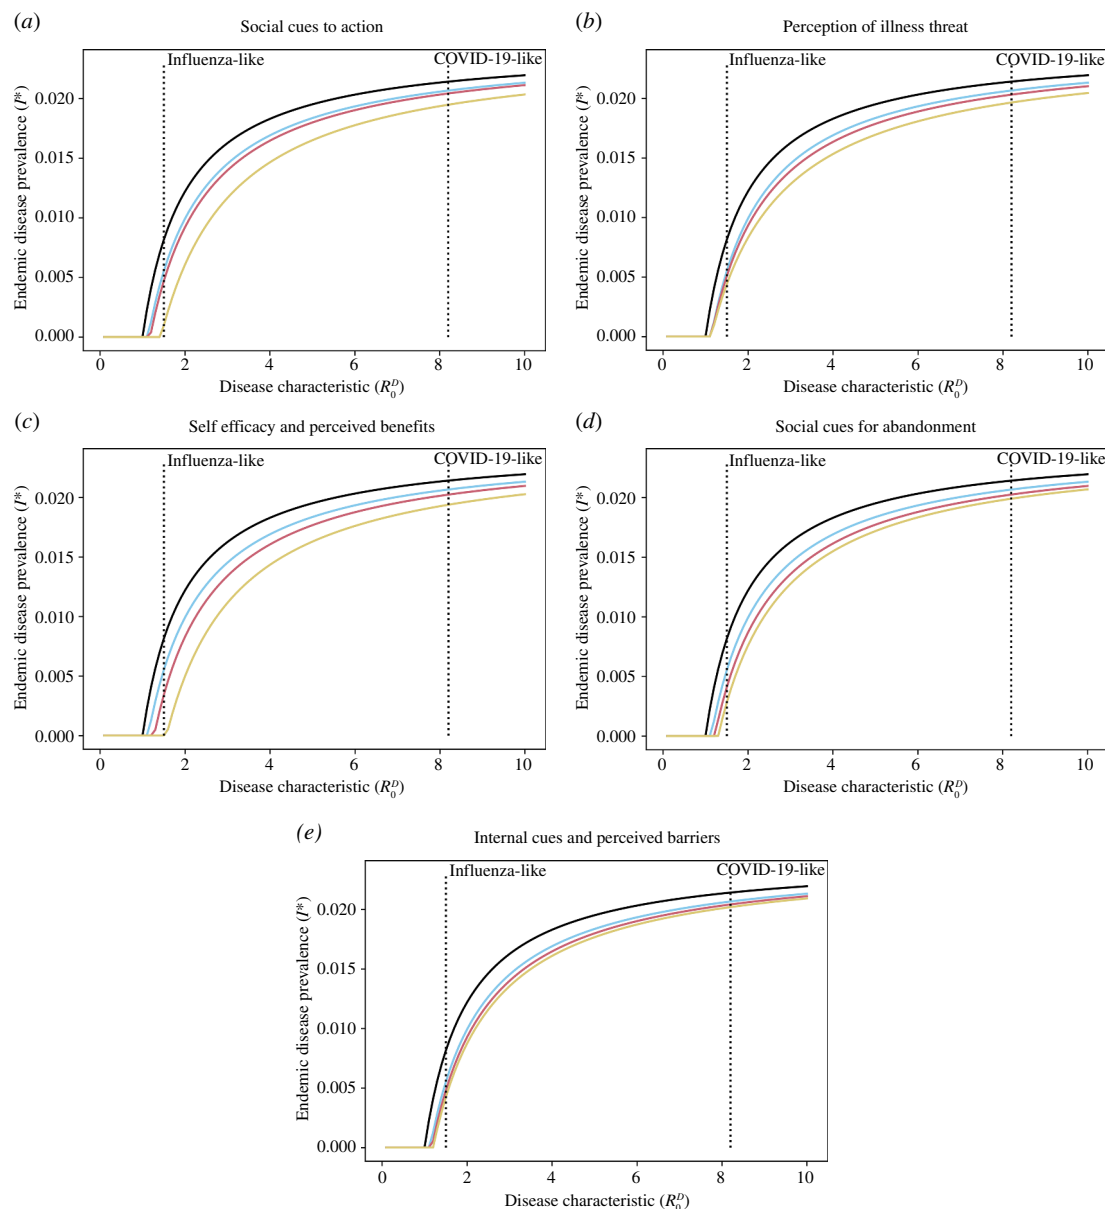 (a)
Social cues to action
Influenza-like
COVID-19-like
Endemic disease prevalence (I*)
0.020
0.015
0.010
0.005
0.000
0 2 4 6 8 10
Disease characteristic (R₀ᴰ)
(b)
Perception of illness threat
Influenza-like
COVID-19-like
Endemic disease prevalence (I*)
0.020
0.015
0.010
0.005
0.000
0 2 4 6 8 10
Disease characteristic (R₀ᴰ)
(c)
Self efficacy and perceived benefits
Influenza-like
COVID-19-like
Endemic disease prevalence (I*)
0.020
0.015
0.010
0.005
0.000
0 2 4 6 8 10
Disease characteristic (R₀ᴰ)
(d)
Social cues for abandonment
Influenza-like
COVID-19-like
Endemic disease prevalence (I*)
0.020
0.015
0.010
0.005
0.000
0 2 4 6 8 10
Disease characteristic (R₀ᴰ)
(e)
Internal cues and perceived barriers
Influenza-like
COVID-19-like
Endemic disease prevalence (I*)
0.020
0.015
0.010
0.005
0.000
0 2 4 6 8 10
Disease characteristic (R₀ᴰ)